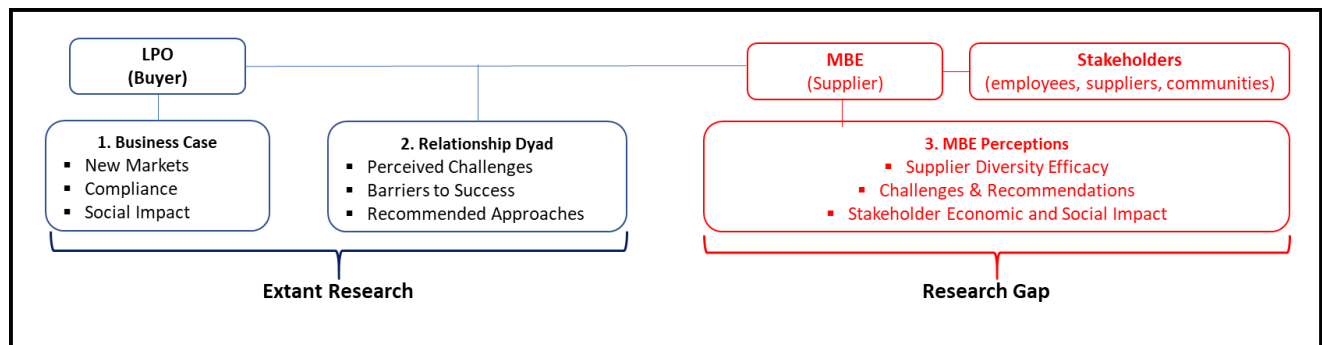 LPO
(Buyer)
MBE
(Supplier)
Stakeholders
(employees, suppliers, communities)
1. Business Case
▪ New Markets
▪ Compliance
▪ Social Impact
2. Relationship Dyad
▪ Perceived Challenges
▪ Barriers to Success
▪ Recommended Approaches
3. MBE Perceptions
▪ Supplier Diversity Efficacy
▪ Challenges & Recommendations
▪ Stakeholder Economic and Social Impact
Extant Research
Research Gap